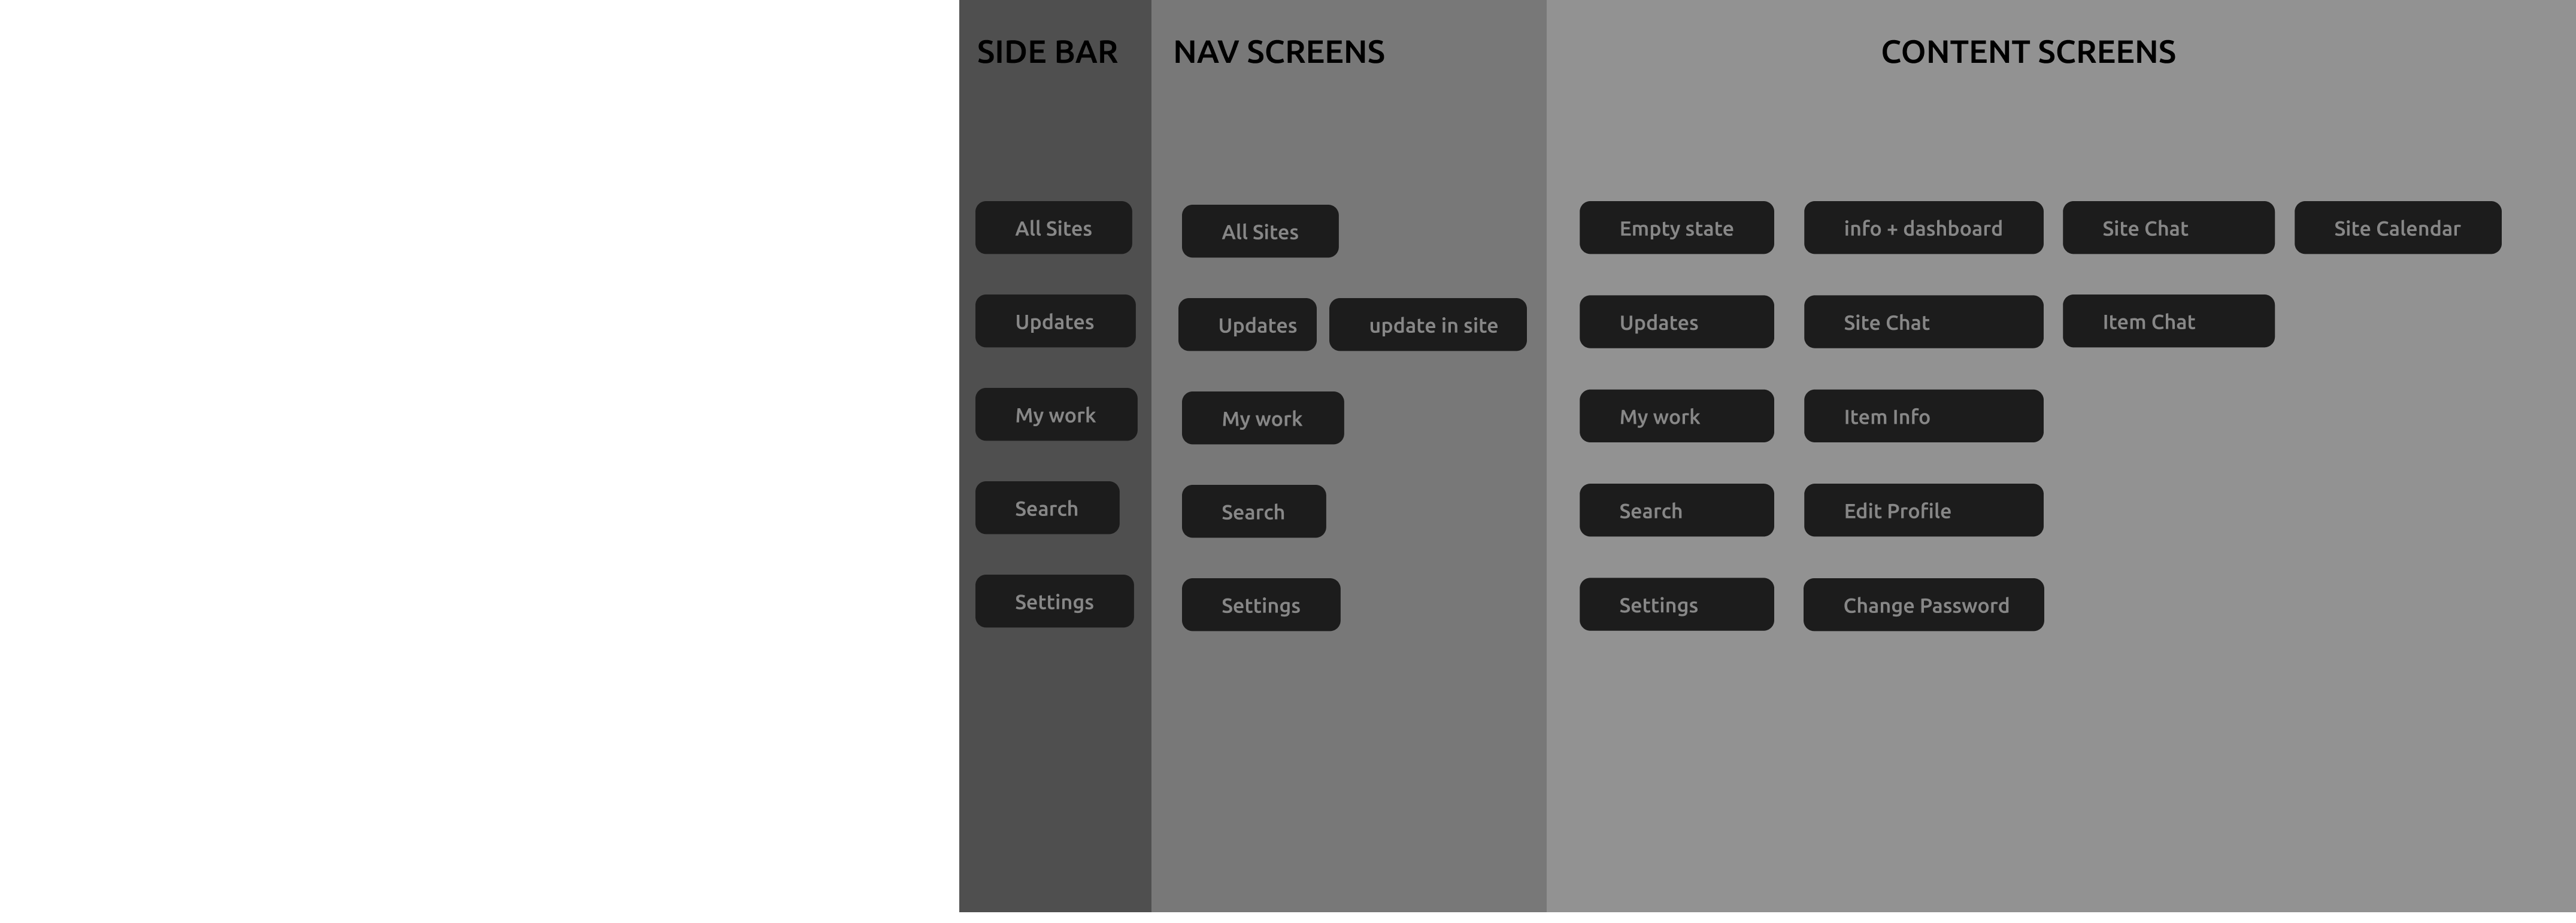 SIDE BAR
NAV SCREENS
CONTENT SCREENS
All Sites
All Sites
Empty state
info + dashboard
Site Chat
Site Calendar
Updates
Updates
update in site
Updates
Site Chat
Item Chat
My work
My work
My work
Item Info
Search
Search
Search
Edit Profile
Settings
Settings
Settings
Change Password